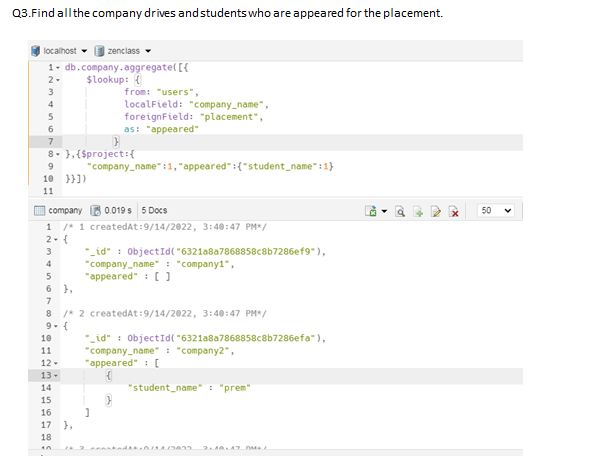 Q3.Find all the company drives and students who are appeared for the placement.
localhost zenclass
1 db.company.aggregate([{
2 $lookup: {
3 from: "users",
4 localField: "company_name",
5 foreignField: "placement",
6 as: "appeared"
7 }
8 },{$project:{
9 "company_name":1,"appeared":{"student_name":1}
10 }}])
11
company 0.019 s 5 Docs 50
1 /* 1 createdAt:9/14/2022, 3:40:47 PM*/
2 {
3 "_id" : ObjectId("6321a8a7868858c8b7286ef9"),
4 "company_name" : "company1",
5 "appeared" : [ ]
6 },
7
8 /* 2 createdAt:9/14/2022, 3:40:47 PM*/
9 {
10 "_id" : ObjectId("6321a8a7868858c8b7286efa"),
11 "company_name" : "company2",
12 "appeared" : [
13 {
14 "student_name" : "prem"
15 }
16 ]
17 },
18